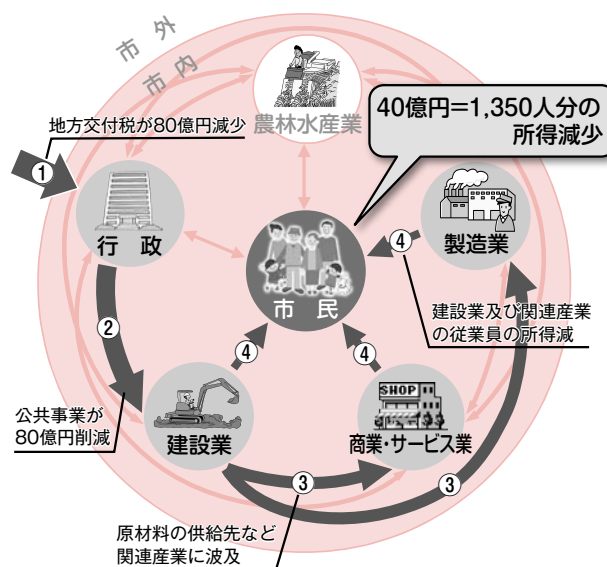 市外
市内
農林水産業
40億円=1,350人分の
所得減少
地方交付税が80億円減少
①
行政
製造業
④
市民
建設業及び関連産業
の従業員の所得減
②
④
④
公共事業が
80億円削減
建設業
SHOP
商業・サービス業
③
③
原材料の供給先など
関連産業に波及